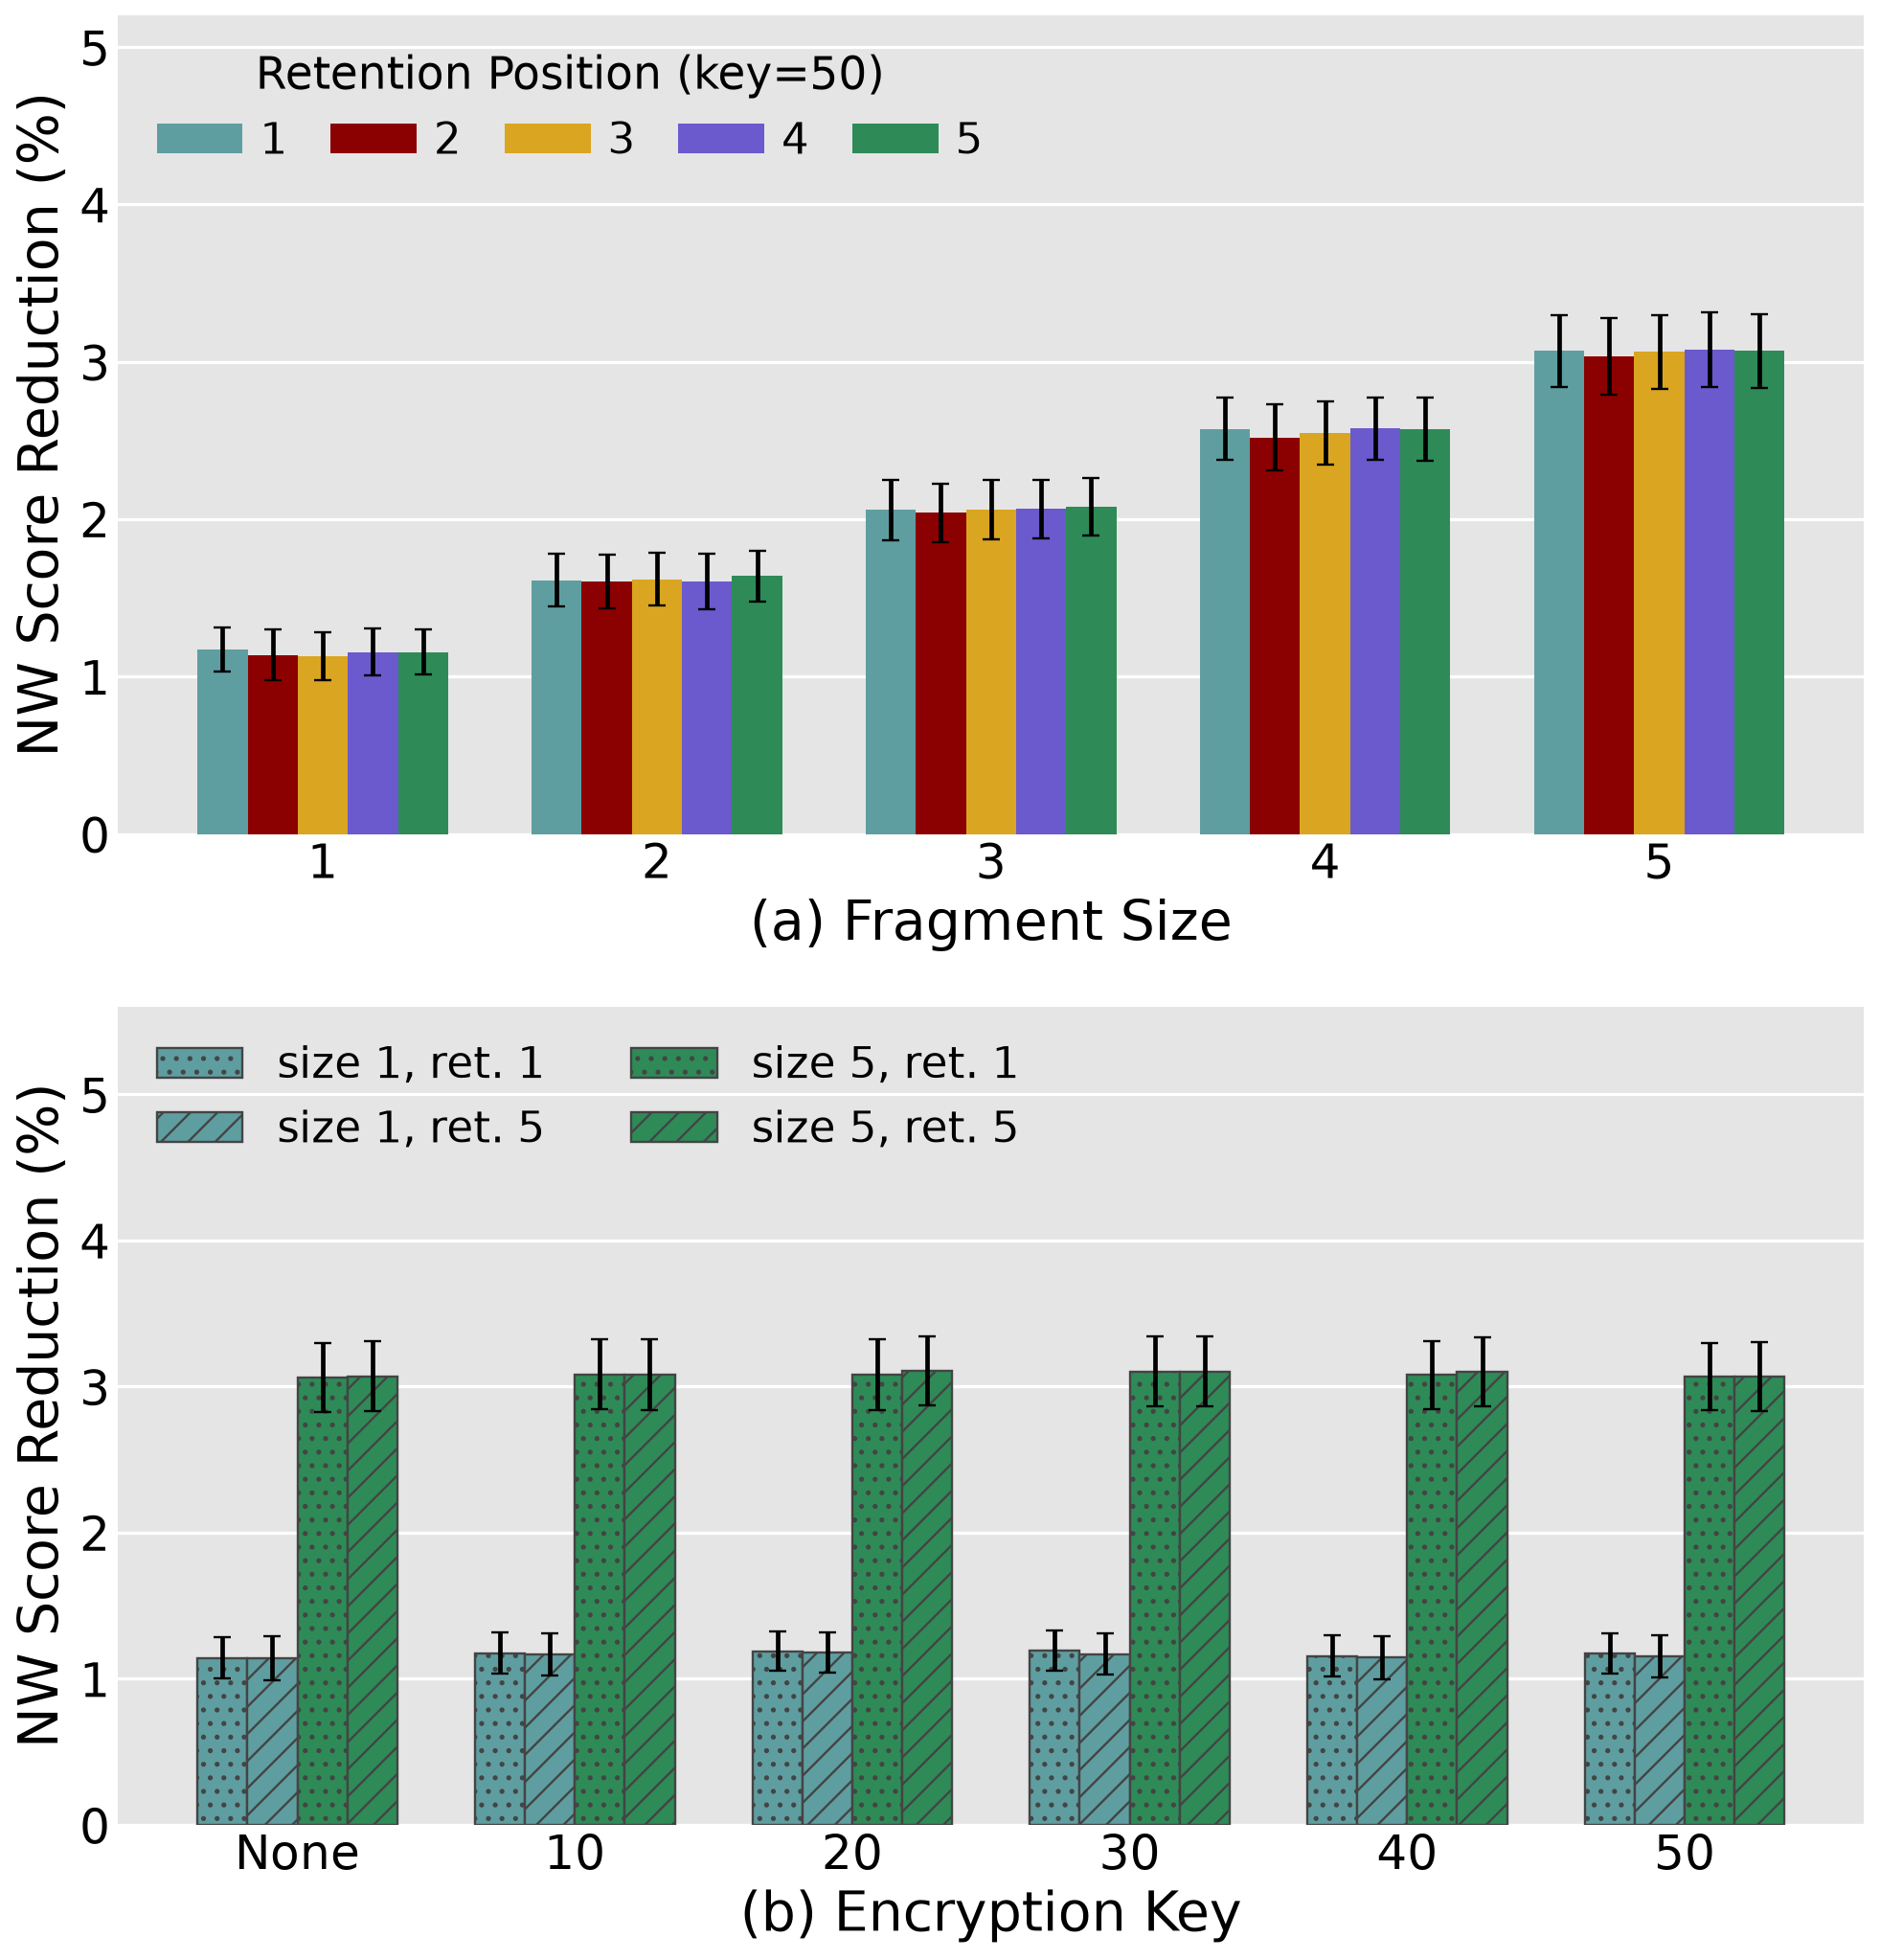 5
Retention Position (key=50)
1 2 3 4 5
4
3
2
1
0
NW Score Reduction (%)
1 2 3 4 5
(a) Fragment Size
size 1, ret. 1 size 5, ret. 1
5
size 1, ret. 5 size 5, ret. 5
4
3
2
1
0
NW Score Reduction (%)
None 10 20 30 40 50
(b) Encryption Key